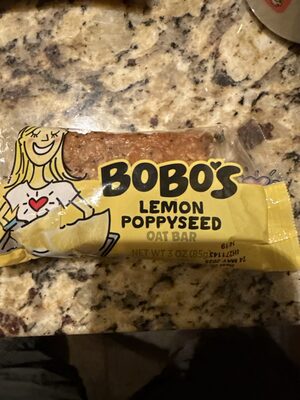 BOBO'S
LEMON
POPPYSEED
OAT BAR
NET WT 3 OZ (85g)